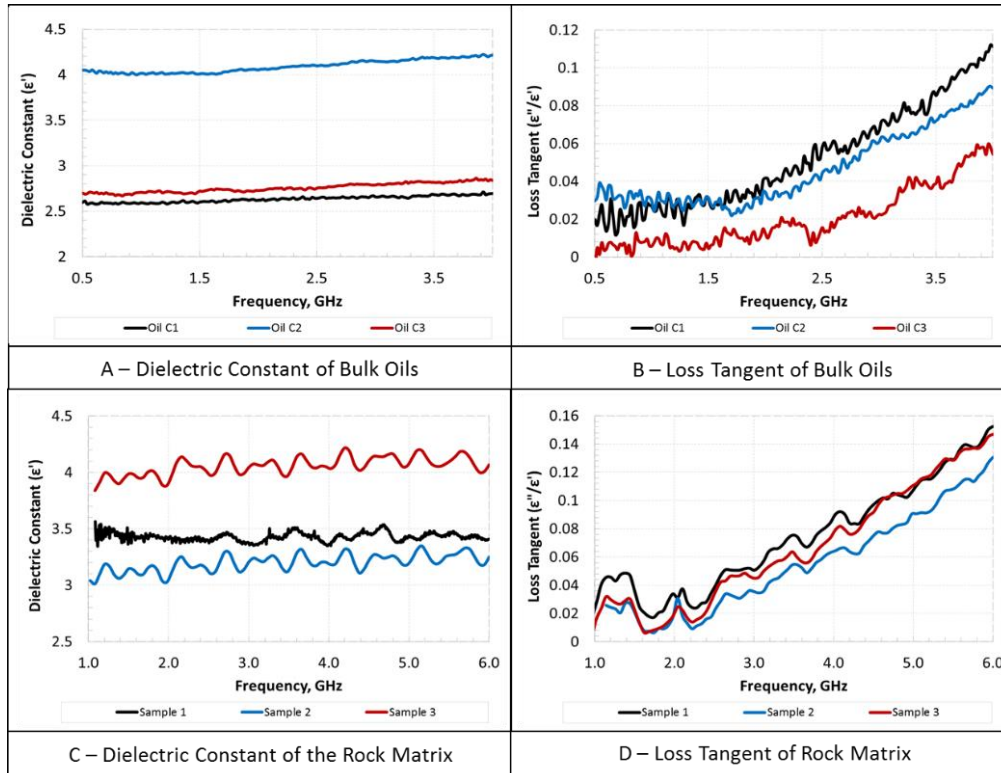 4.5
4
3.5
3
2.5
2
Dielectric Constant (ε')
0.5 1.5 2.5 3.5
Frequency, GHz
Oil C1 Oil C2 Oil C3
A – Dielectric Constant of Bulk Oils
0.12
0.1
0.08
0.06
0.04
0.02
0
Loss Tangent (ε"/ε')
0.5 1.5 2.5 3.5
Frequency, GHz
Oil C1 Oil C2 Oil C3
B – Loss Tangent of Bulk Oils
4.5
4
3.5
3
2.5
Dielectric Constant (ε')
1.0 2.0 3.0 4.0 5.0 6.0
Frequency, GHz
Sample 1 Sample 2 Sample 3
C – Dielectric Constant of the Rock Matrix
0.16
0.14
0.12
0.1
0.08
0.06
0.04
0.02
0
Loss Tangent (ε"/ε')
1.0 2.0 3.0 4.0 5.0 6.0
Frequency, GHz
Sample 1 Sample 2 Sample 3
D – Loss Tangent of Rock Matrix